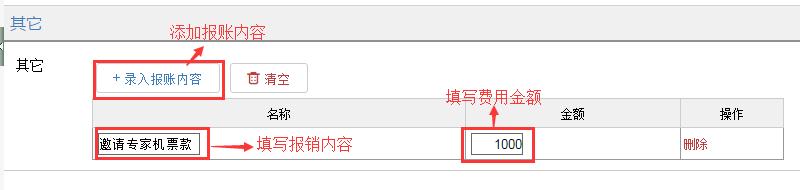 其它
添加报账内容
其它
+ 录入报账内容
清空
填写费用金额
名称
金额
操作
邀请专家机票款
填写报销内容
1000
删除